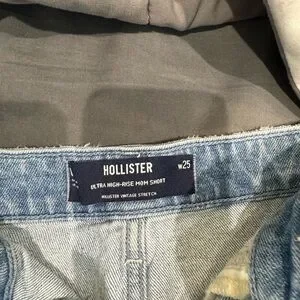 HOLLISTER W25
ULTRA HIGH-RISE MOM SHORT
HOLLISTER VINTAGE STRETCH